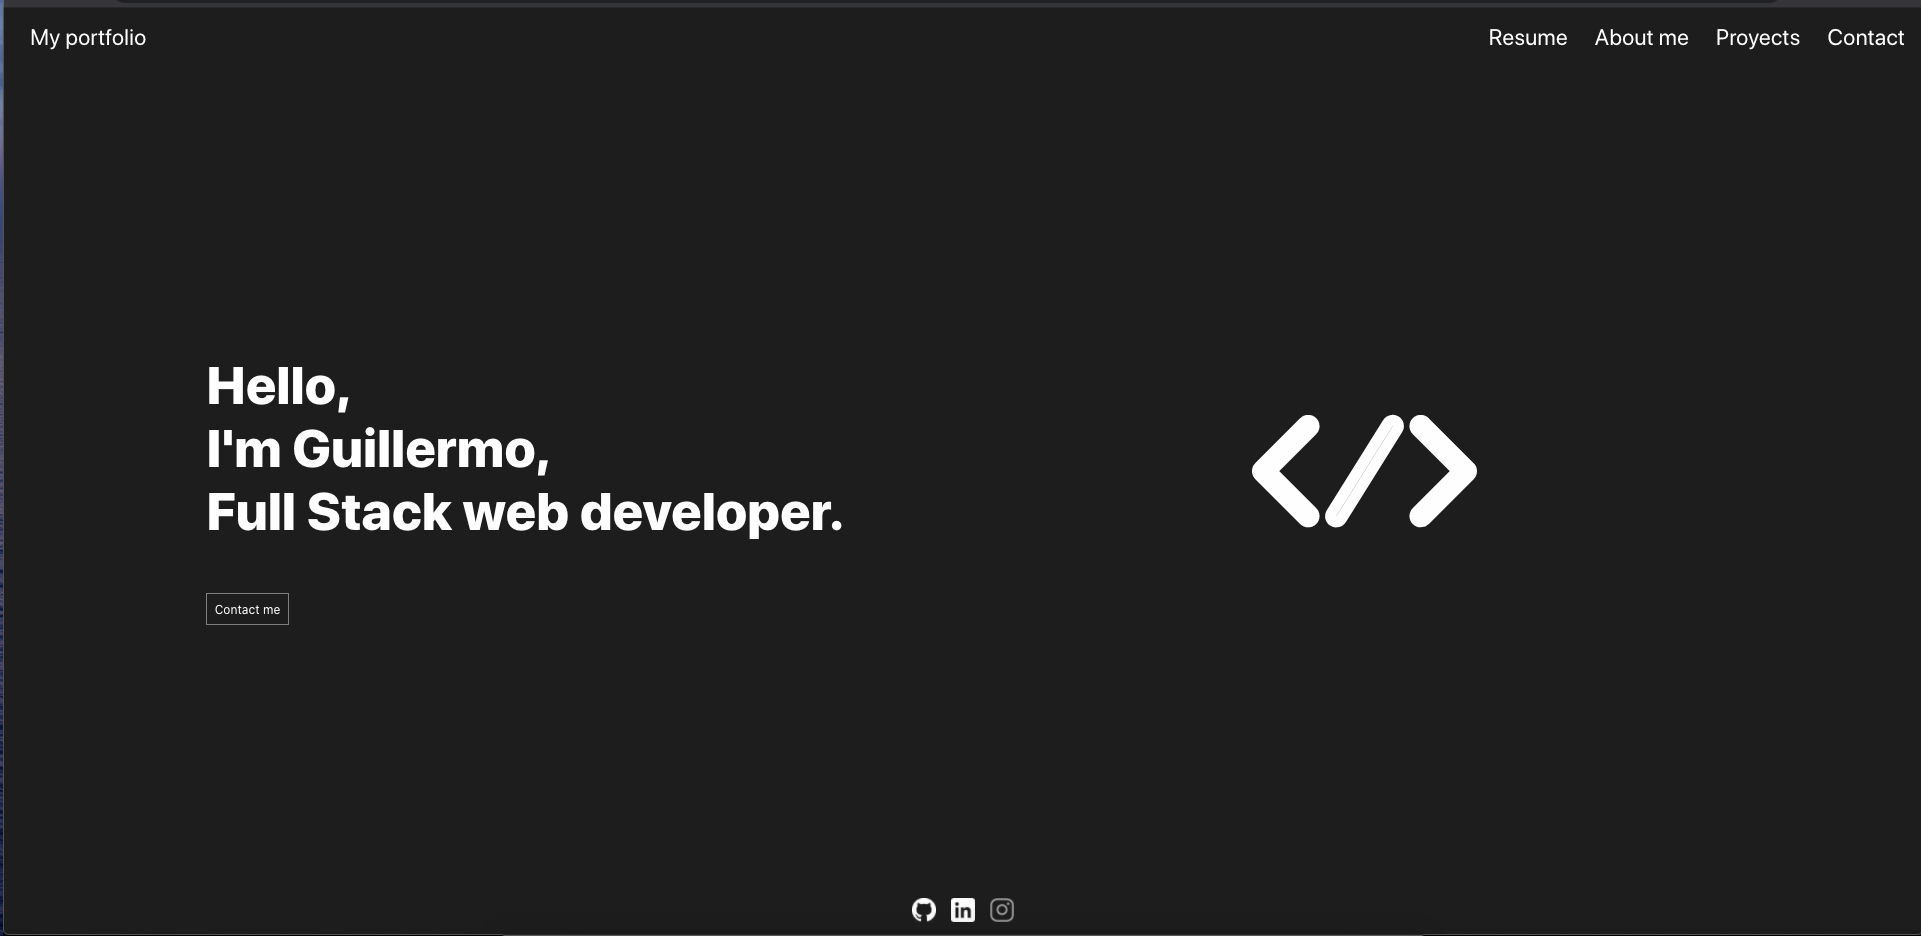 My portfolio
Resume About me Proyects Contact
Hello,
I'm Guillermo,
Full Stack web developer.
Contact me